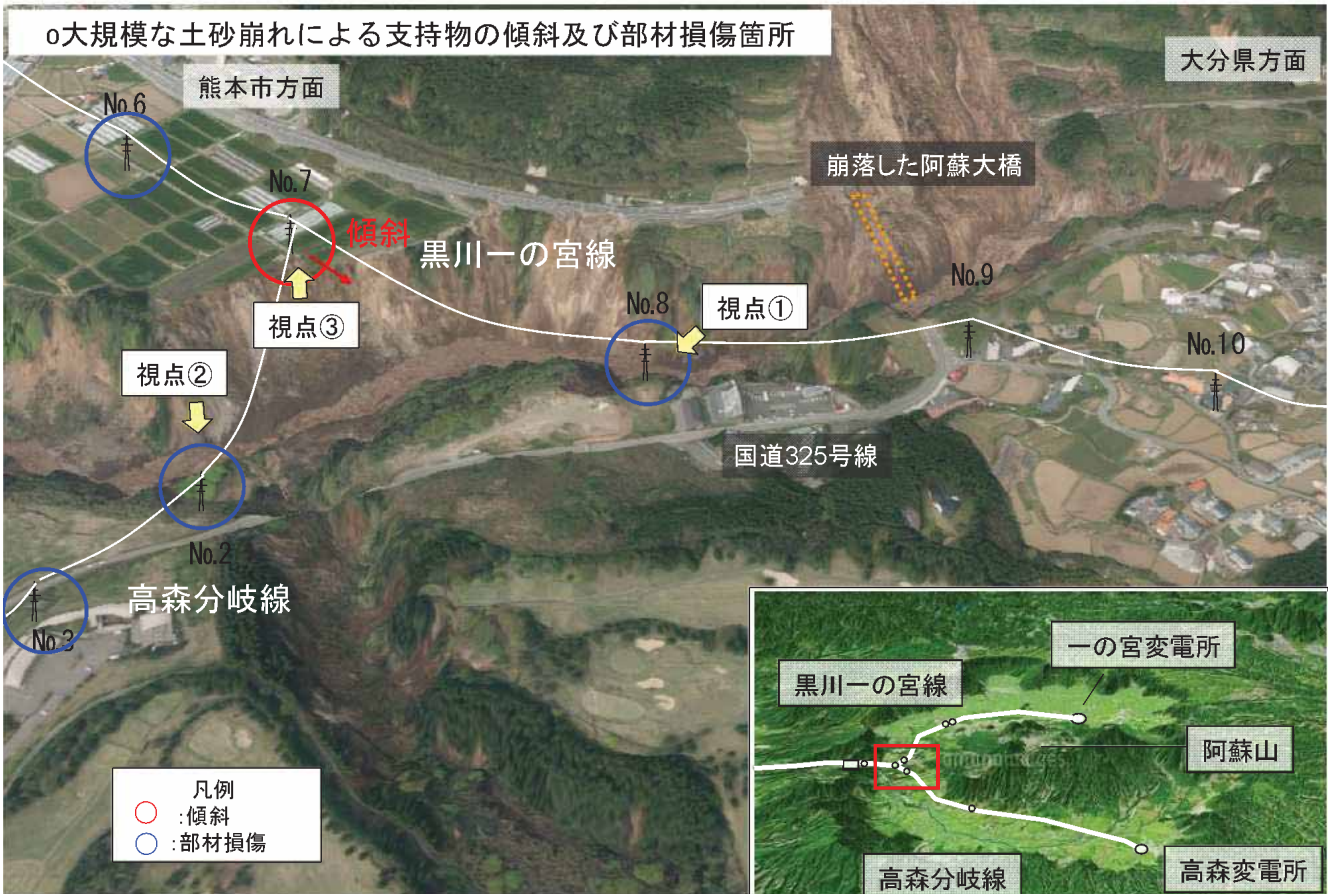 o大規模な土砂崩れによる支持物の傾斜及び部材損傷箇所
大分県方面
熊本市方面
No.6
崩落した阿蘇大橋
No.7
傾斜
黒川一の宮線
No.9
No.8
視点①
視点③
No.10
視点②
国道325号線
No.2
高森分岐線
No.3
一の宮変電所
黒川一の宮線
阿蘇山
凡例
:傾斜
:部材損傷
高森分岐線
高森変電所